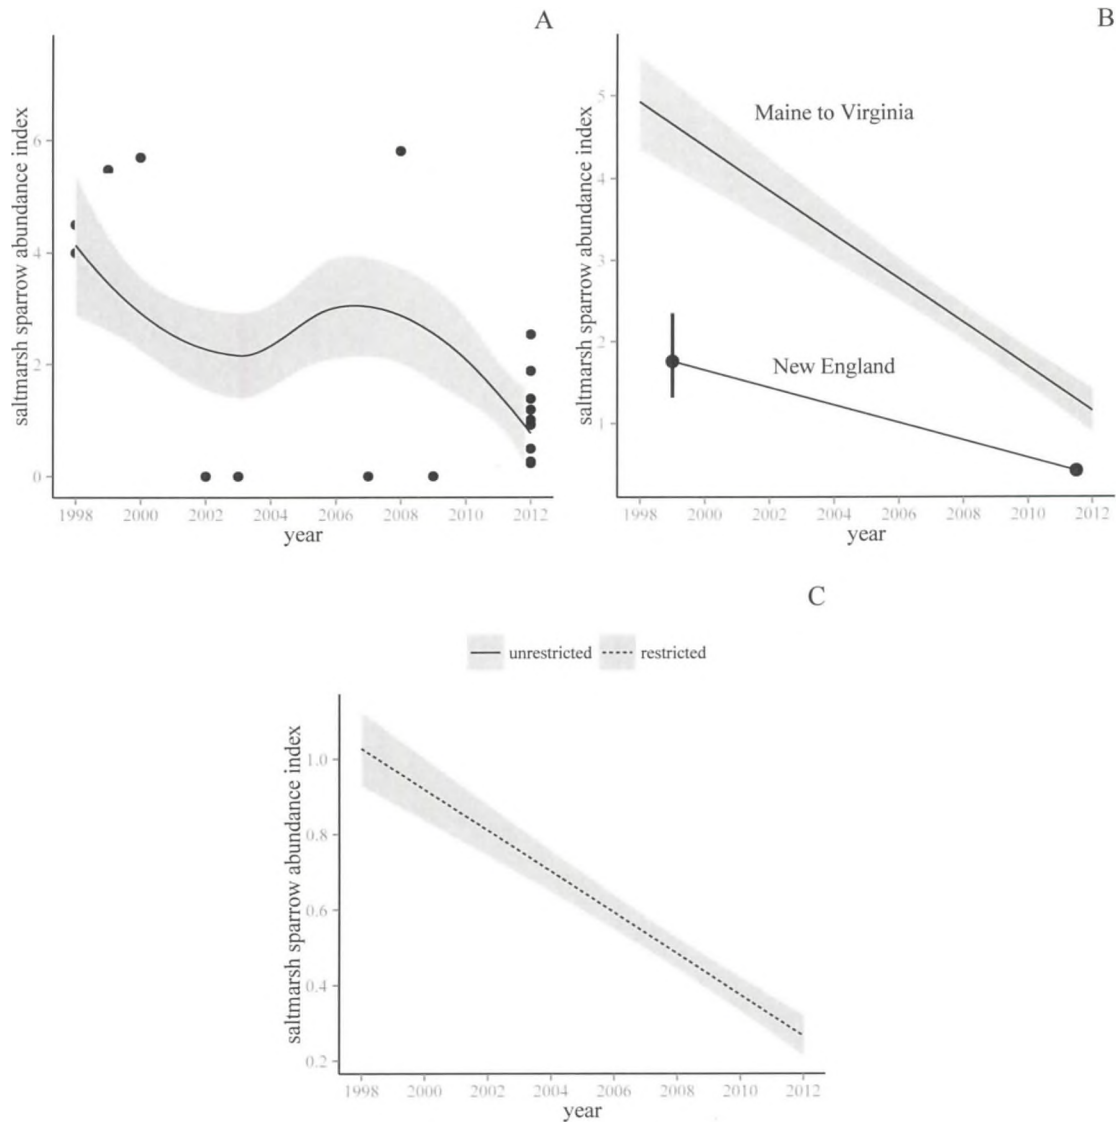 A
saltmarsh sparrow abundance index
6
4
2
0
1998 2000 2002 2004 2006 2008 2010 2012
year
B
saltmarsh sparrow abundance index
5
4
3
2
1
Maine to Virginia
New England
1998 2000 2002 2004 2006 2008 2010 2012
year
C
unrestricted restricted
saltmarsh sparrow abundance index
1.0
0.8
0.6
0.4
0.2
1998 2000 2002 2004 2006 2008 2010 2012
year